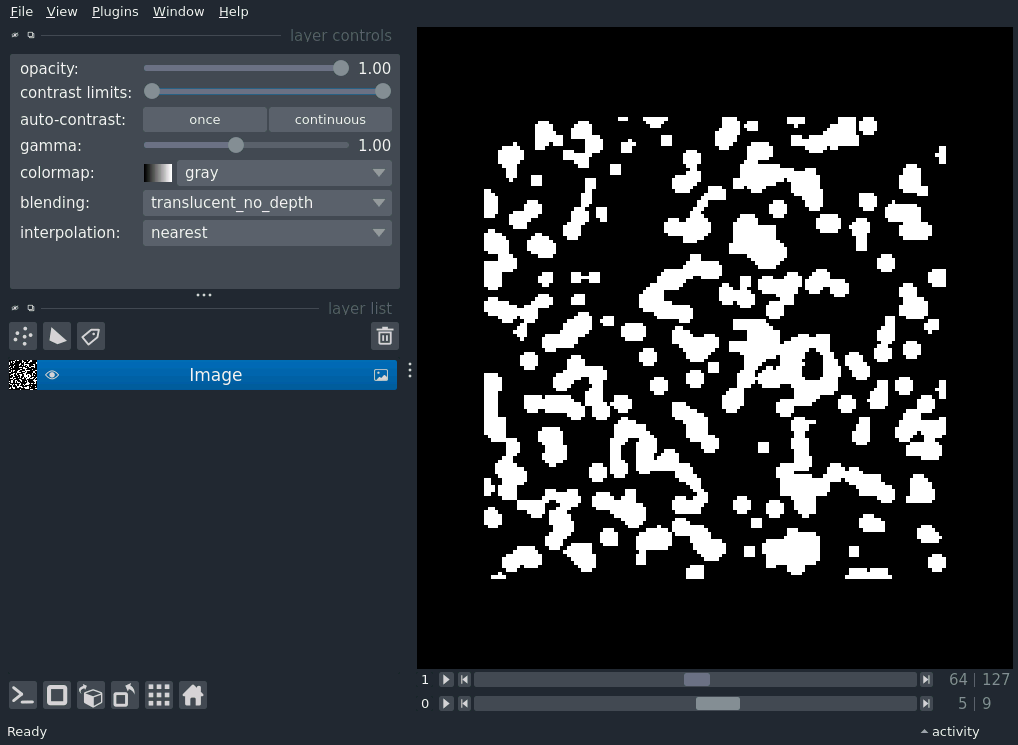 File View Plugins Window Help
layer controls
opacity: 1.00
contrast limits:
auto-contrast: once continuous
gamma: 1.00
colormap: gray
blending: translucent_no_depth
interpolation: nearest
layer list
Image
1 64 | 127
0 5 | 9
Ready activity